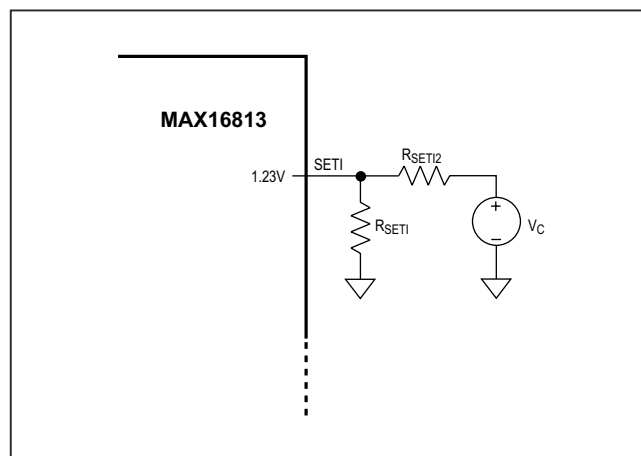 MAX16813
1.23V
SETI
RSETI2
RSETI
+
−
VC